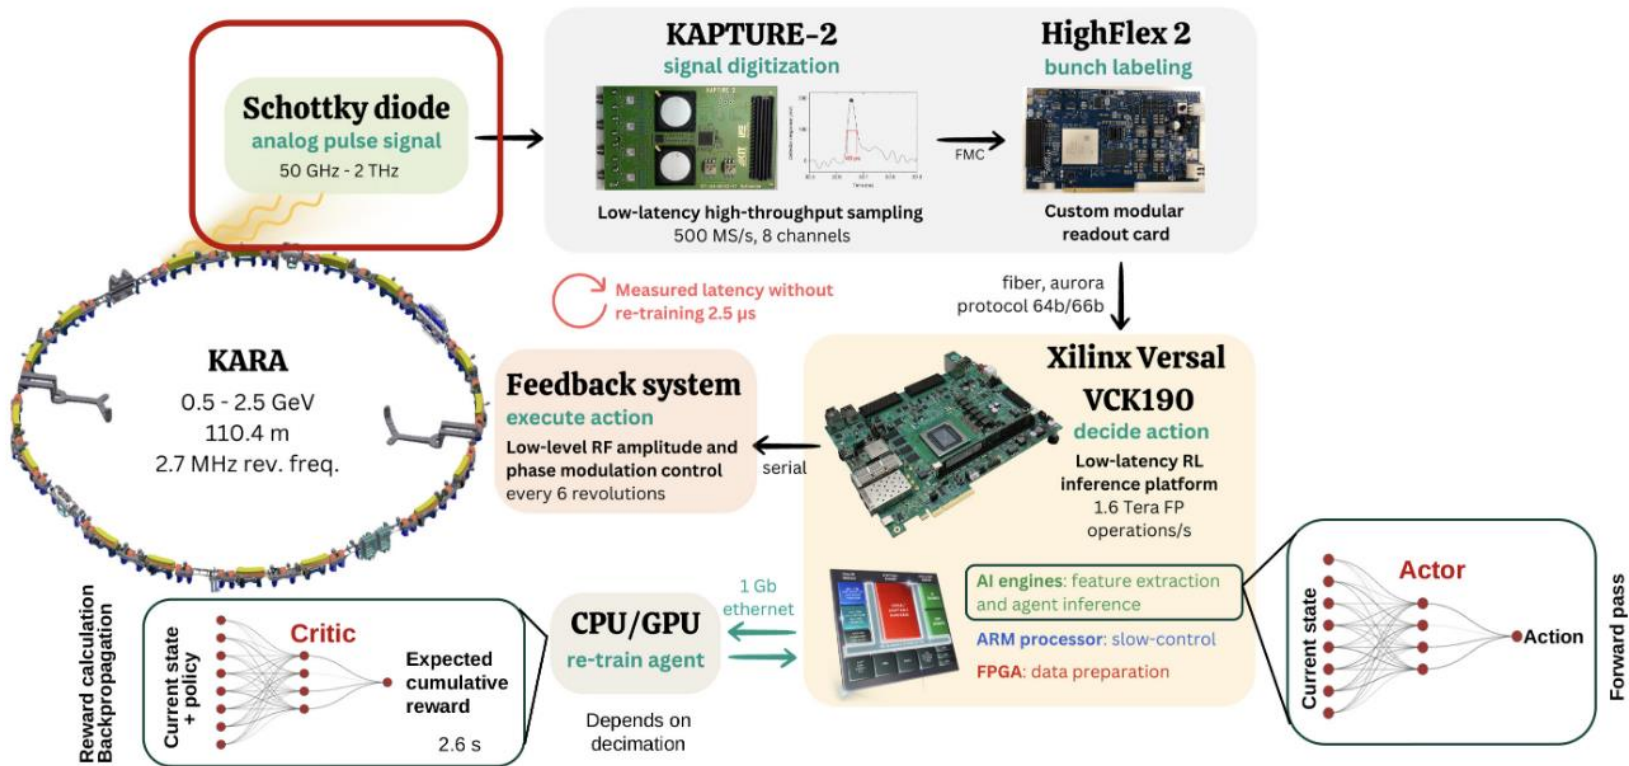 Schottky diode
analog pulse signal
50 GHz - 2 THz
KAPTURE-2
signal digitization
Low-latency high-throughput sampling
500 MS/s, 8 channels
FMC
HighFlex 2
bunch labeling
Custom modular
readout card
fiber, aurora
protocol 64b/66b
Measured latency without
re-training 2.5 μs
KARA
0.5 - 2.5 GeV
110.4 m
2.7 MHz rev. freq.
Feedback system
execute action
Low-level RF amplitude and
phase modulation control
every 6 revolutions
serial
Xilinx Versal
VCK190
decide action
Low-latency RL
inference platform
1.6 Tera FP
operations/s
AI engines: feature extraction
and agent inference
ARM processor: slow-control
FPGA: data preparation
1 Gb
ethernet
CPU/GPU
re-train agent
Depends on
decimation
Reward calculation
Backpropagation
Current state
+ policy
Critic
Expected
cumulative
reward
2.6 s
Current state
Actor
Action
Forward pass